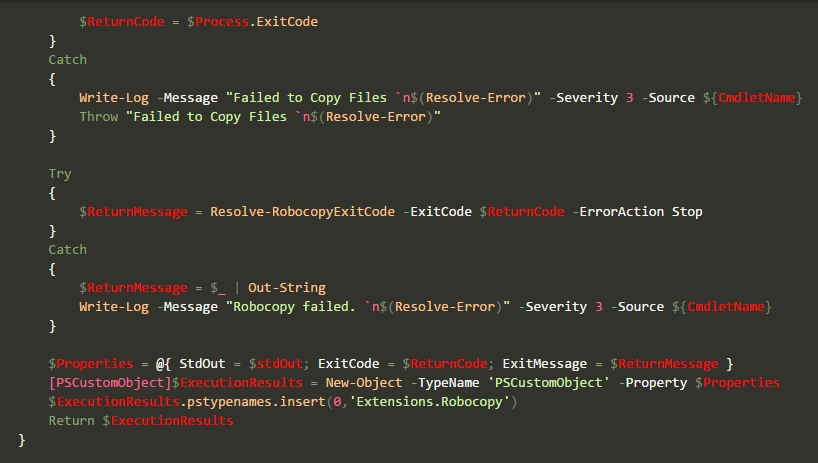 $ReturnCode = $Process.ExitCode
}
Catch
{
Write-Log -Message "Failed to Copy Files `n$(Resolve-Error)" -Severity 3 -Source ${CmdletName}
Throw "Failed to Copy Files `n$(Resolve-Error)"
}
Try
{
$ReturnMessage = Resolve-RobocopyExitCode -ExitCode $ReturnCode -ErrorAction Stop
}
Catch
{
$ReturnMessage = $_ | Out-String
Write-Log -Message "Robocopy failed. `n$(Resolve-Error)" -Severity 3 -Source ${CmdletName}
}
$Properties = @{ StdOut = $stdOut; ExitCode = $ReturnCode; ExitMessage = $ReturnMessage }
[PSCustomObject]$ExecutionResults = New-Object -TypeName 'PSCustomObject' -Property $Properties
$ExecutionResults.pstypenames.insert(0,'Extensions.Robocopy')
Return $ExecutionResults
}